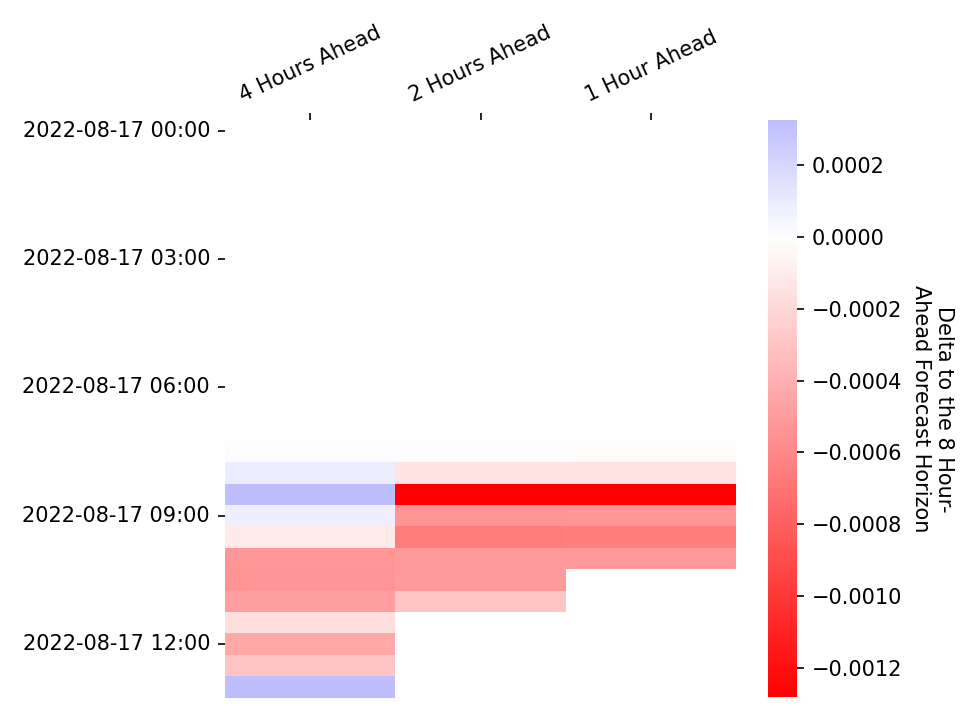 4 Hours Ahead
2 Hours Ahead
1 Hour Ahead
2022-08-17 00:00
2022-08-17 03:00
2022-08-17 06:00
2022-08-17 09:00
2022-08-17 12:00
0.0002
0.0000
−0.0002
−0.0004
−0.0006
−0.0008
−0.0010
−0.0012
Delta to the 8 Hour-
Ahead Forecast Horizon